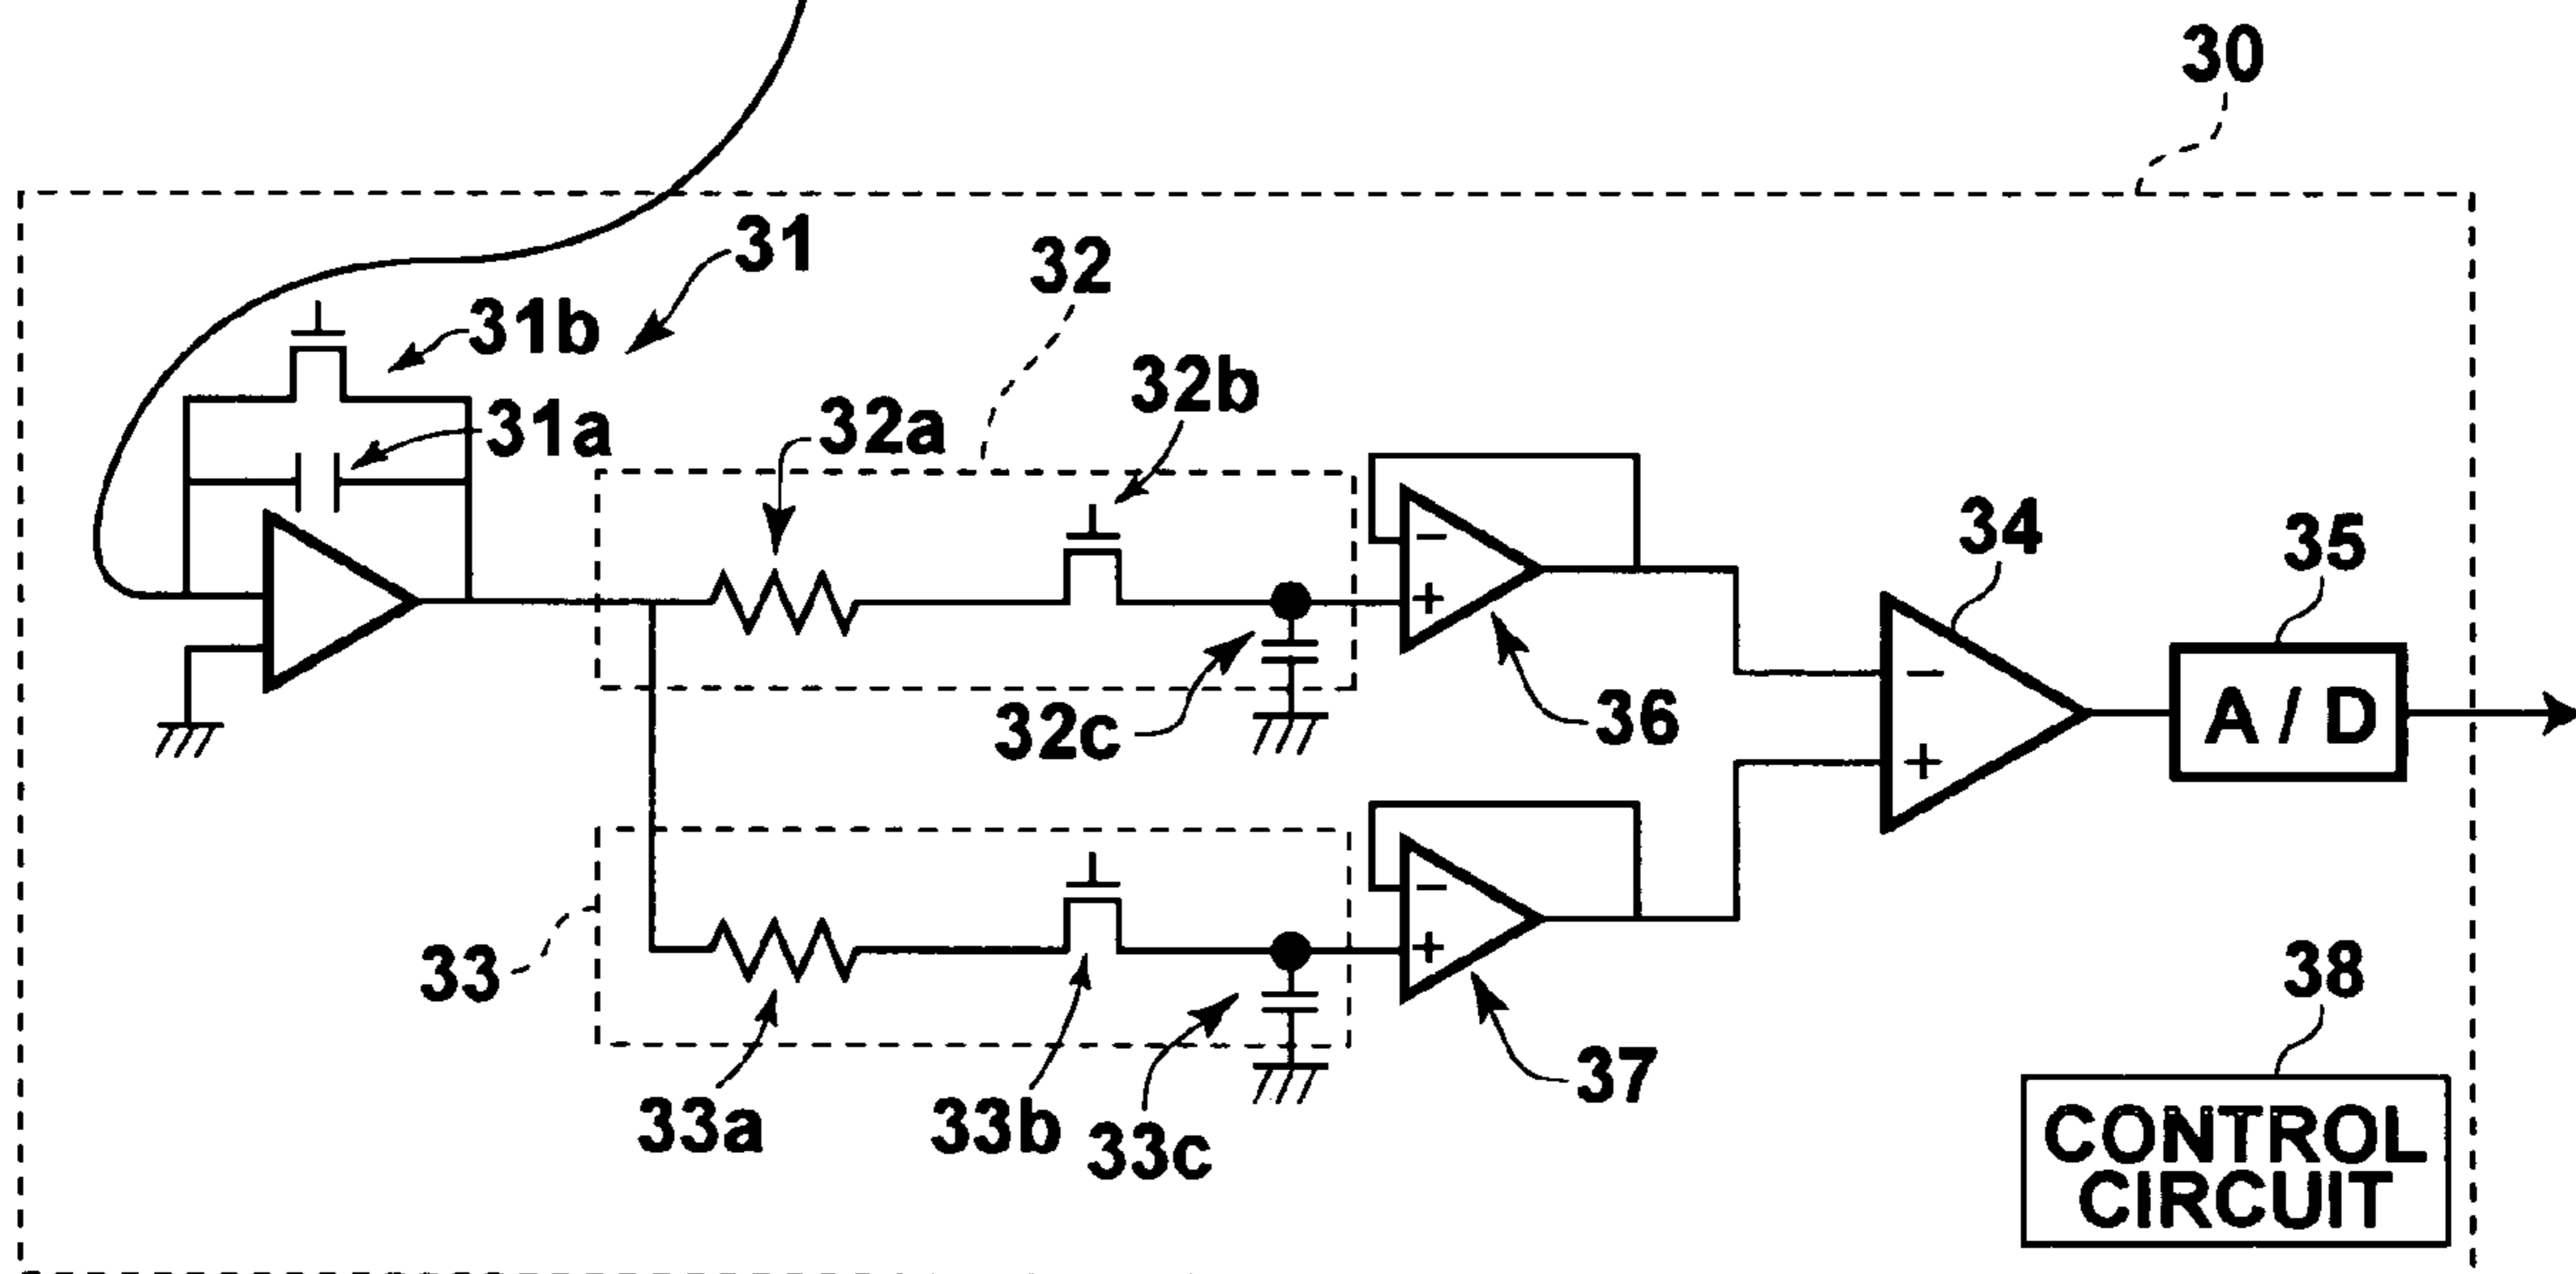 30
31
32
31b
32b
31a
32a
34
35
−
+
−
+
A / D
32c
36
−
+
33
38
37
33a
33b
33c
CONTROL
CIRCUIT